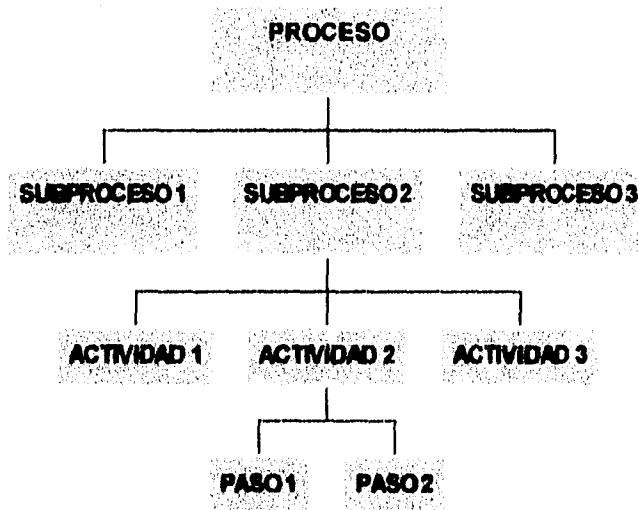 PROCESO
SUBPROCESO 1 SUBPROCESO 2 SUBPROCESO 3
ACTIVIDAD 1 ACTIVIDAD 2 ACTIVIDAD 3
PASO 1 PASO 2